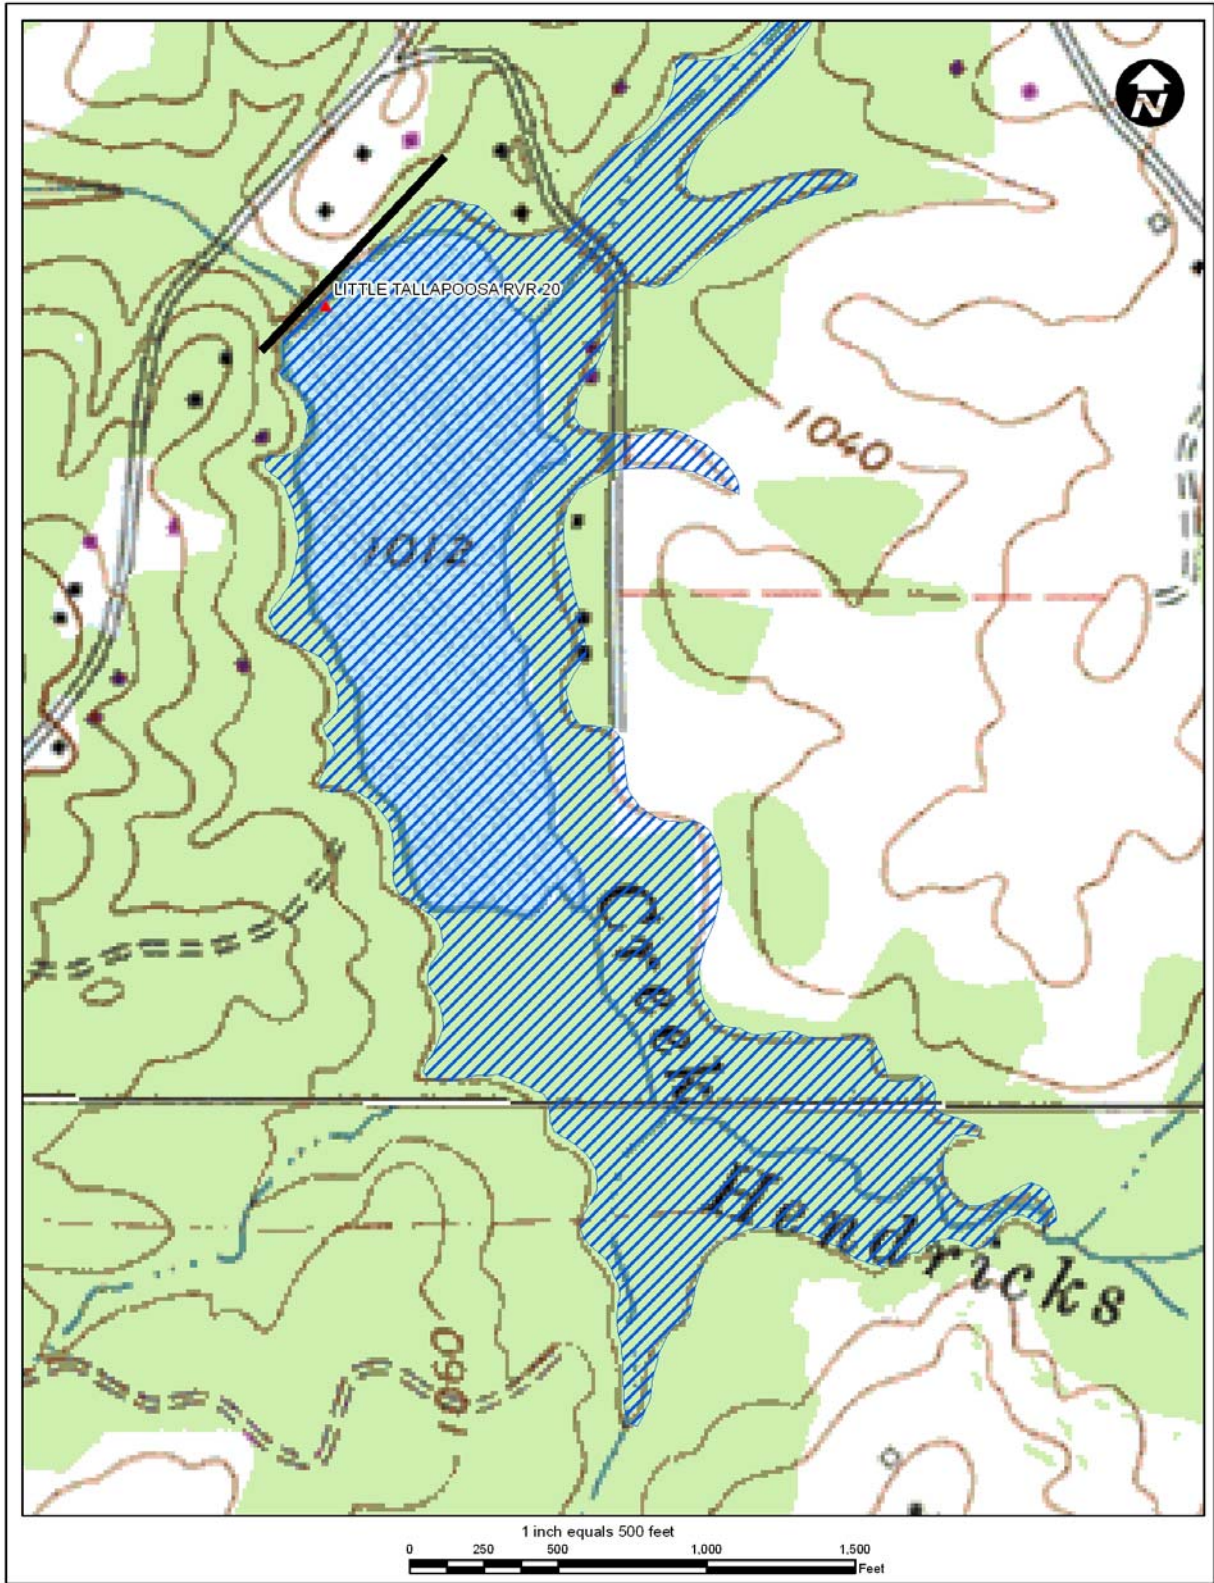 N
LITTLE TALLAPOOSA RVR 20
1040
1012
Creek
Hendricks
1060
1 inch equals 500 feet
0 250 500 1,000 1,500
Feet